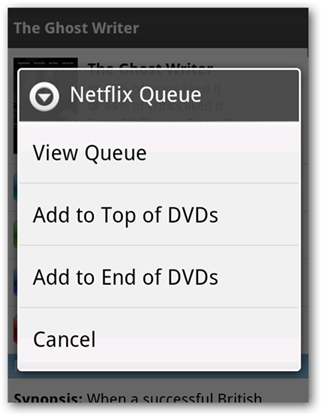 The Ghost Writer
The Ghost Writer
Netflix Queue
View Queue
Add to Top of DVDs
Add to End of DVDs
Cancel
Synopsis: When a successful British